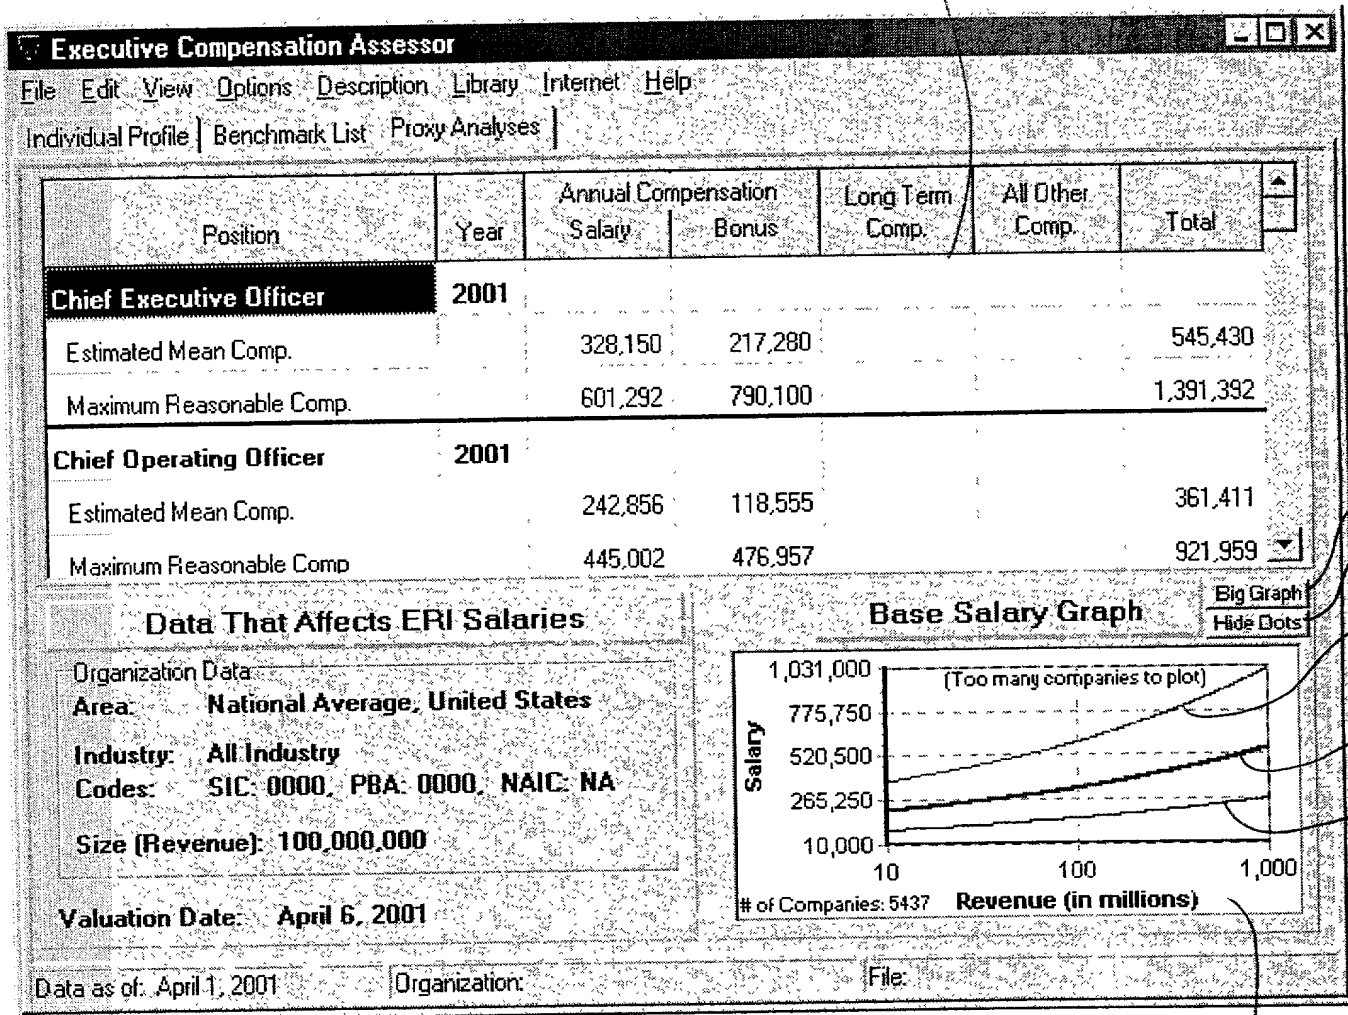 Executive Compensation Assessor
File Edit View Options Description Library Internet Help
Individual Profile Benchmark List Proxy Analyses
Annual Compensation Long Term All Other
Position Year Salary Bonus Comp. Comp. Total
Chief Executive Officer 2001
Estimated Mean Comp. 328,150 217,280 545,430
Maximum Reasonable Comp. 601,292 790,100 1,391,392
Chief Operating Officer 2001
Estimated Mean Comp. 242,856 118,555 361,411
Maximum Reasonable Comp 445,002 476,957 921,959
Data That Affects ERI Salaries
Organization Data
Area: National Average, United States
Industry: All Industry
Codes: SIC: 0000, PBA: 0000, NAIC: NA
Size (Revenue): 100,000,000
Valuation Date: April 6, 2001
Base Salary Graph
Big Graph
Hide Dots
(Too many companies to plot)
Salary
1,031,000
775,750
520,500
265,250
10,000
10 100 1,000
# of Companies: 5437 Revenue (in millions)
Data as of: April 1, 2001 Organization: File: